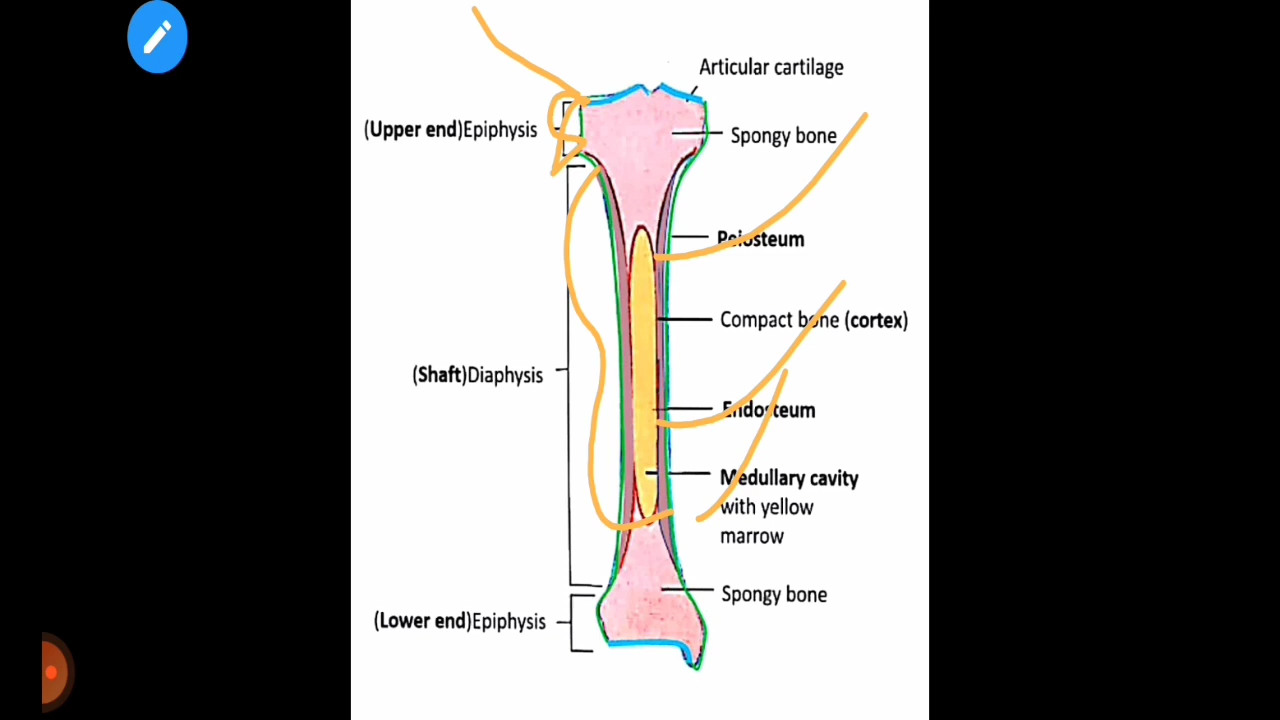 Articular cartilage
(Upper end)Epiphysis
Spongy bone
Peiosteum
Compact bone (cortex)
(Shaft)Diaphysis
Endosteum
Medullary cavity
with yellow
marrow
Spongy bone
(Lower end)Epiphysis